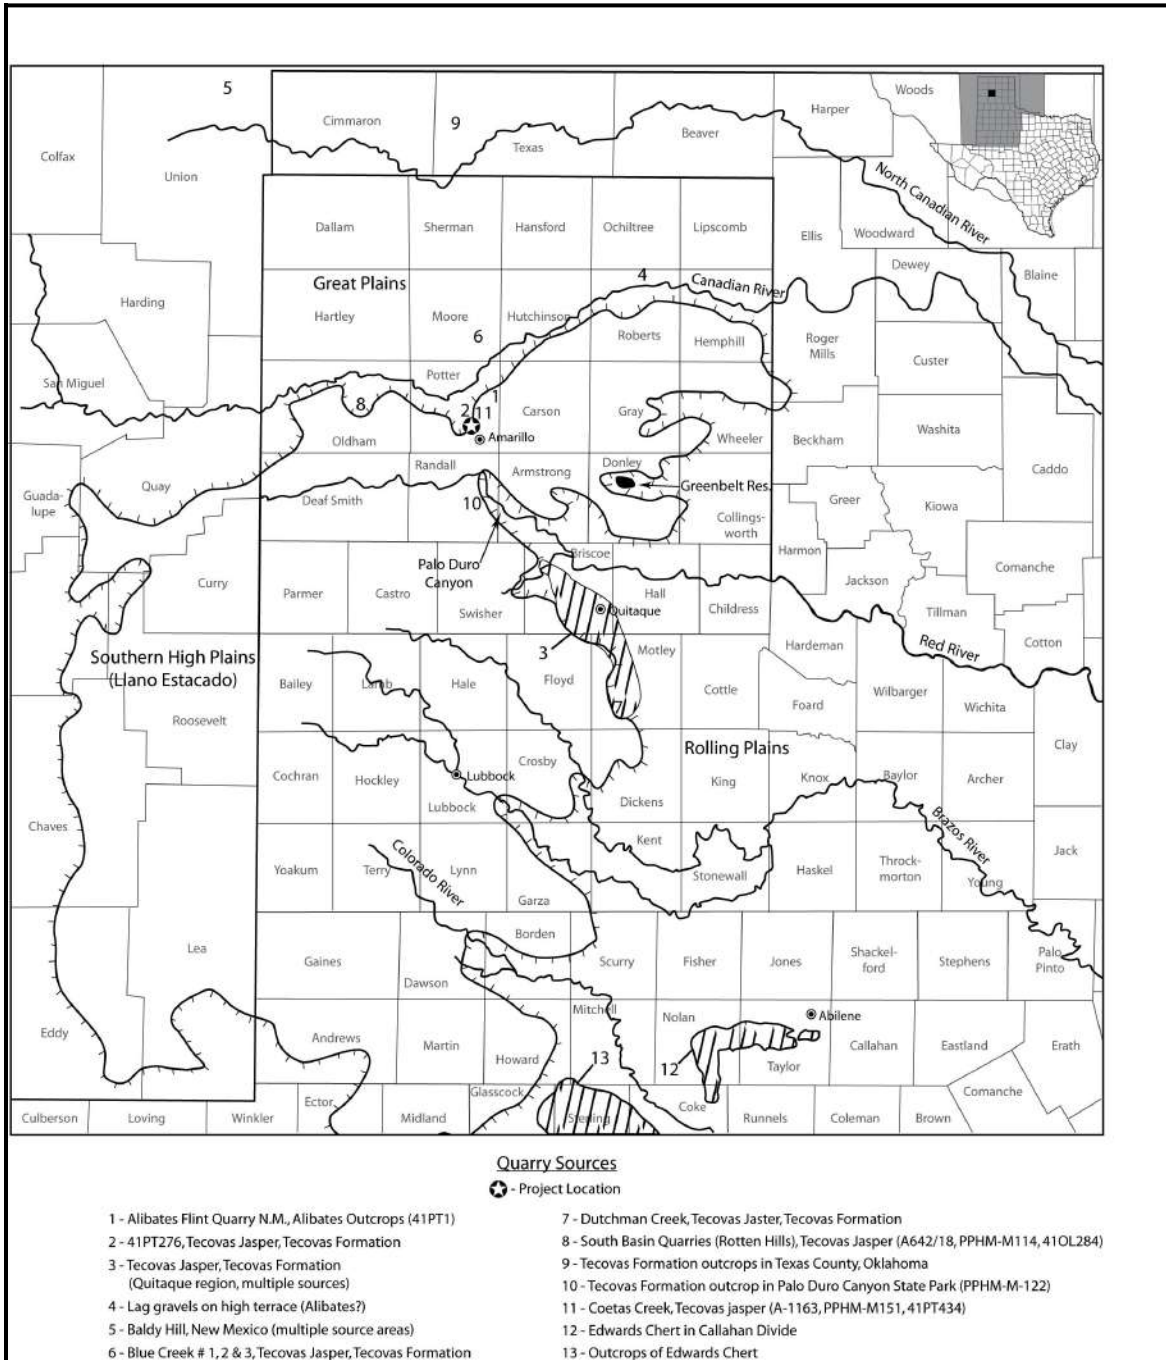 5
Woods
Harper
Cimmaron
9
Beaver
Texas
Colfax
Union
North Canadian River
Dallam
Sherman
Hansford
Ochiltree
Lipscomb
Ellis
Woodward
Dewey
Blaine
4
Canadian River
Great Plains
Harding
Hartley
Moore
Hutchinson
6
Roberts
Hemphill
Roger
Mills
Custer
San Miguel
Potter
1
8
2
11
Carson
Gray
Oldham
Amarillo
Wheeler
Beckham
Washita
Randall
Armstrong
Donley
Caddo
Quay
Guada-
lupe
Deaf Smith
10
Greenbelt Res.
Greer
Kiowa
Collings-
worth
Palo Duro
Canyon
Briscoe
Harmon
Comanche
Curry
Parmer
Castro
Swisher
Hall
Childress
Jackson
Quitaque
Tillman
Cotton
Red River
3
Motley
Hardeman
Southern High Plains
(Llano Estacado)
Bailey
Lamb
Hale
Floyd
Cottle
Foard
Wilbarger
Wichita
Roosevelt
7
Rolling Plains
Clay
Cochran
Hockley
Lubbock
Crosby
King
Knox
Baylor
Archer
Lubbock
Dickens
Chaves
Kent
Brazos River
Colorado River
Yoakum
Terry
Lynn
Garza
Stonewall
Haskel
Throck-
morton
Young
Jack
Lea
Borden
Gaines
Dawson
Scurry
Fisher
Jones
Shackel-
ford
Stephens
Palo
Pinto
Eddy
Andrews
Martin
Howard
Mitchell
Nolan
Abilene
Taylor
Callahan
Eastland
Erath
13
12
Glasscock
Comanche
Culberson
Loving
Winkler
Ector
Midland
Sterling
Coke
Runnels
Coleman
Brown
Quarry Sources
- Project Location
1 - Alibates Flint Quarry N.M., Alibates Outcrops (41PT1)
2 - 41PT276, Tecovas Jasper, Tecovas Formation
3 - Tecovas Jasper, Tecovas Formation
(Quitaque region, multiple sources)
4 - Lag gravels on high terrace (Alibates?)
5 - Baldy Hill, New Mexico (multiple source areas)
6 - Blue Creek # 1, 2 & 3, Tecovas Jasper, Tecovas Formation
7 - Dutchman Creek, Tecovas Jaster, Tecovas Formation
8 - South Basin Quarries (Rotten Hills), Tecovas Jasper (A642/18, PPHM-M114, 41OL284)
9 - Tecovas Formation outcrops in Texas County, Oklahoma
10 - Tecovas Formation outcrop in Palo Duro Canyon State Park (PPHM-M-122)
11 - Coetas Creek, Tecovas jasper (A-1163, PPHM-M151, 41PT434)
12 - Edwards Chert in Callahan Divide
13 - Outcrops of Edwards Chert